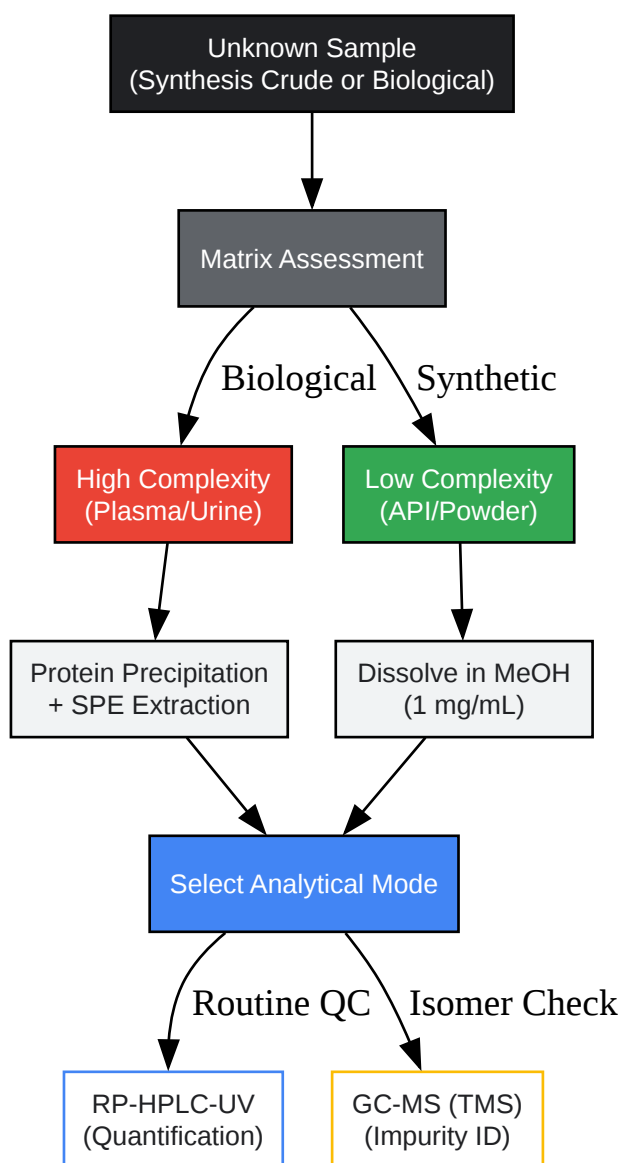 Unknown Sample
(Synthesis Crude or Biological)
Matrix Assessment
Biological
Synthetic
High Complexity
(Plasma/Urine)
Low Complexity
(API/Powder)
Protein Precipitation
+ SPE Extraction
Dissolve in MeOH
(1 mg/mL)
Select Analytical Mode
Routine QC
Isomer Check
RP-HPLC-UV
(Quantification)
GC-MS (TMS)
(Impurity ID)